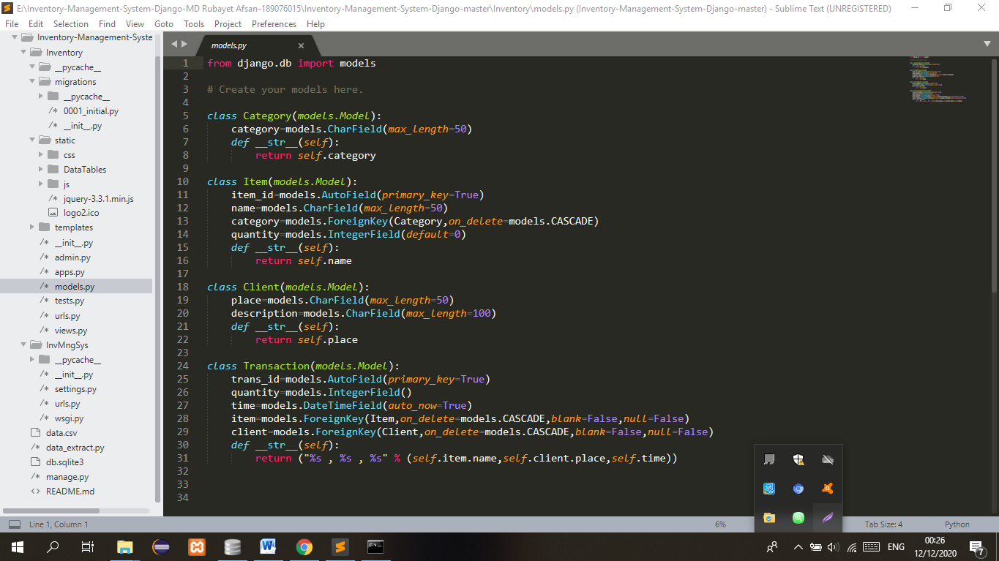 E:\Inventory-Management-System-Django-MD Rubayet Afsan-189076015\Inventory-Management-System-Django-master\Inventory\models.py (Inventory-Management-System-Django-master) - Sublime Text (UNREGISTERED)
File Edit Selection Find View Goto Tools Project Preferences Help
Inventory-Management-Syste
Inventory
__pycache__
migrations
__pycache__
/* 0001_initial.py
/* __init__.py
static
css
DataTables
js
/* jquery-3.3.1.min.js
logo2.ico
templates
/* __init__.py
/* admin.py
/* apps.py
/* models.py
/* tests.py
/* urls.py
/* views.py
InvMngSys
__pycache__
/* __init__.py
/* settings.py
/* urls.py
/* wsgi.py
data.csv
/* data_extract.py
db.sqlite3
/* manage.py
<> README.md
models.py
1 from django.db import models
2
3 # Create your models here.
4
5 class Category(models.Model):
6     category=models.CharField(max_length=50)
7     def __str__(self):
8         return self.category
9
10 class Item(models.Model):
11     item_id=models.AutoField(primary_key=True)
12     name=models.CharField(max_length=50)
13     category=models.ForeignKey(Category,on_delete=models.CASCADE)
14     quantity=models.IntegerField(default=0)
15     def __str__(self):
16         return self.name
17
18 class Client(models.Model):
19     place=models.CharField(max_length=50)
20     description=models.CharField(max_length=100)
21     def __str__(self):
22         return self.place
23
24 class Transaction(models.Model):
25     trans_id=models.AutoField(primary_key=True)
26     quantity=models.IntegerField()
27     time=models.DateTimeField(auto_now=True)
28     item=models.ForeignKey(Item,on_delete=models.CASCADE,blank=False,null=False)
29     client=models.ForeignKey(Client,on_delete=models.CASCADE,blank=False,null=False)
30     def __str__(self):
31         return ("%s , %s , %s" % (self.item.name,self.client.place,self.time))
32
33
34
Line 1, Column 1
6%
Tab Size: 4
Python
ENG
00:26
12/12/2020
7